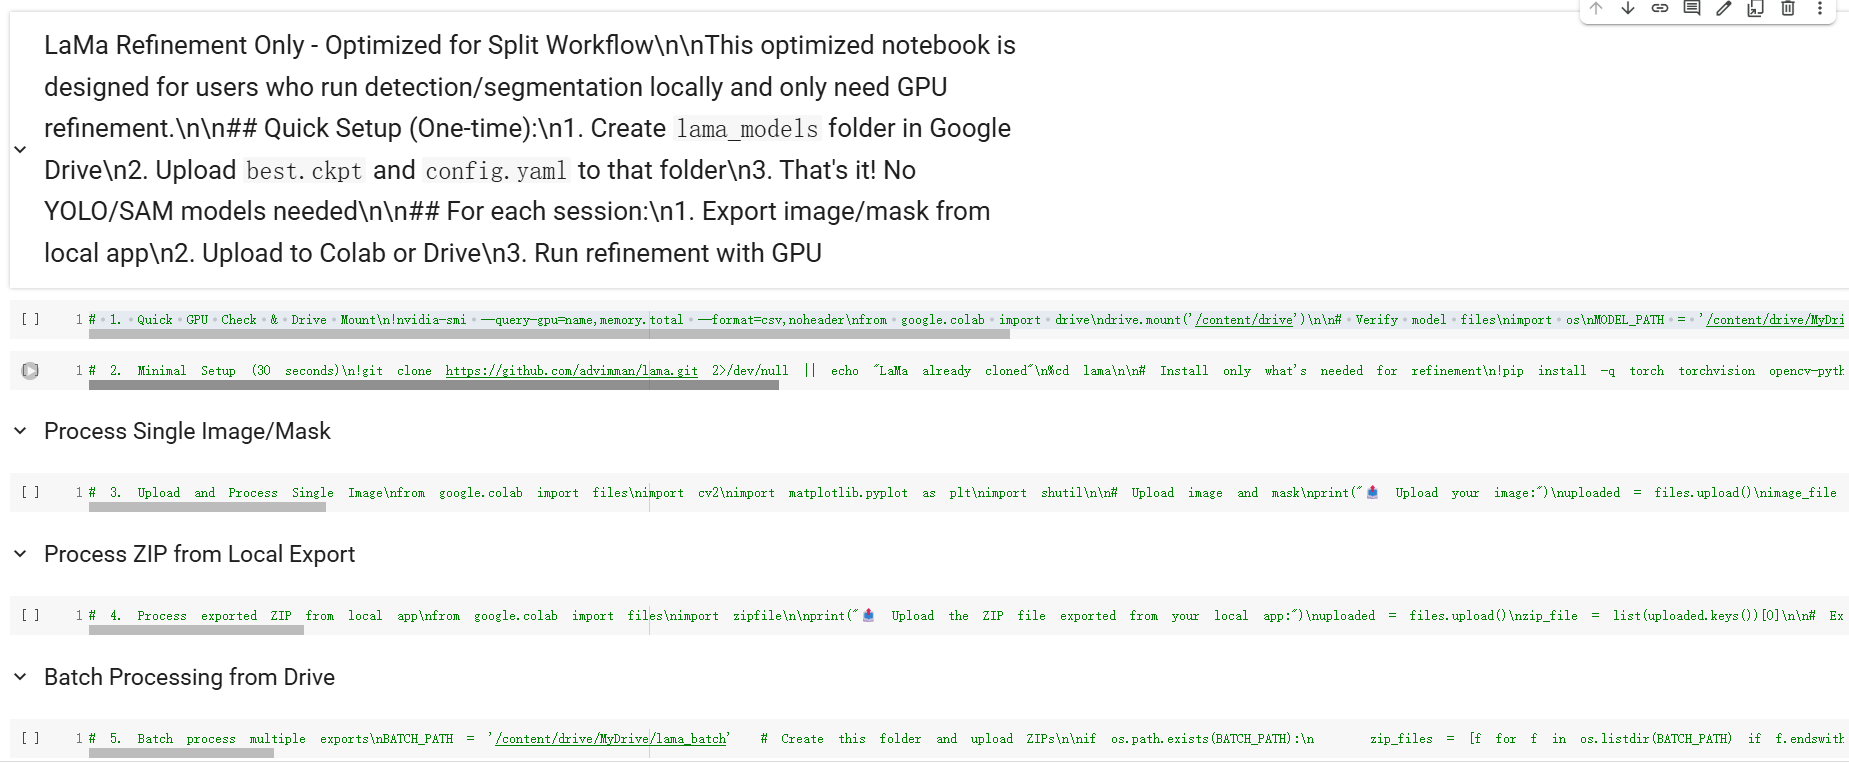 LaMa Refinement Only - Optimized for Split Workflow\n\nThis optimized notebook is
designed for users who run detection/segmentation locally and only need GPU
refinement.\n\n## Quick Setup (One-time):\n1. Create lama_models folder in Google
Drive\n2. Upload best.ckpt and config.yaml to that folder\n3. That's it! No
YOLO/SAM models needed\n\n## For each session:\n1. Export image/mask from
local app\n2. Upload to Colab or Drive\n3. Run refinement with GPU
[ ] 1 # 1. Quick GPU Check & Drive Mount\n!nvidia-smi --query-gpu=name,memory.total --format=csv,noheader\nfrom google.colab import drive\ndrive.mount('/content/drive')\n\n# Verify model files\nimport os\nMODEL_PATH = '/content/drive/MyDri
1 # 2. Minimal Setup (30 seconds)\n!git clone https://github.com/advimman/lama.git 2>/dev/null || echo "LaMa already cloned"\n%cd lama\n\n# Install only what's needed for refinement\n!pip install -q torch torchvision opencv-pyth
Process Single Image/Mask
[ ] 1 # 3. Upload and Process Single Image\nfrom google.colab import files\nimport cv2\nimport matplotlib.pyplot as plt\nimport shutil\n\n# Upload image and mask\nprint("📤 Upload your image:")\nuploaded = files.upload()\nimage_file
Process ZIP from Local Export
[ ] 1 # 4. Process exported ZIP from local app\nfrom google.colab import files\nimport zipfile\n\nprint("📤 Upload the ZIP file exported from your local app:")\nuploaded = files.upload()\nzip_file = list(uploaded.keys())[0]\n\n# Ex
Batch Processing from Drive
[ ] 1 # 5. Batch process multiple exports\nBATCH_PATH = '/content/drive/MyDrive/lama_batch' # Create this folder and upload ZIPs\n\nif os.path.exists(BATCH_PATH):\n zip_files = [f for f in os.listdir(BATCH_PATH) if f.endswith